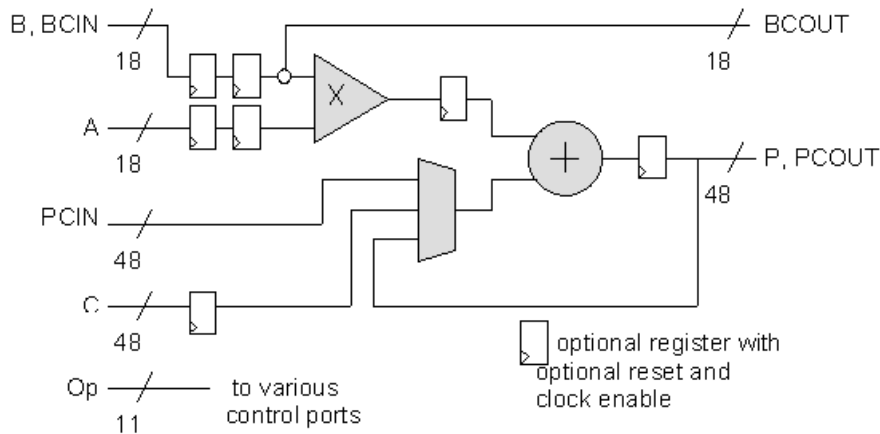 B, BCIN
18
BCOUT
18
X
A
18
+
P, PCOUT
48
PCIN
48
C
48
optional register with
optional reset and
clock enable
Op
11
to various
control ports